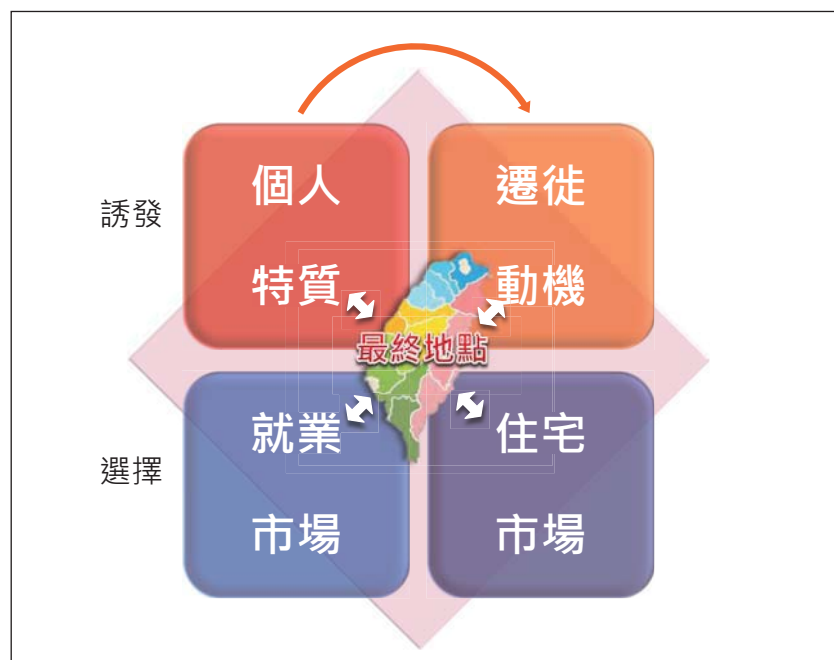 誘發
個人
特質
遷徙
動機
最終地點
選擇
就業
市場
住宅
市場